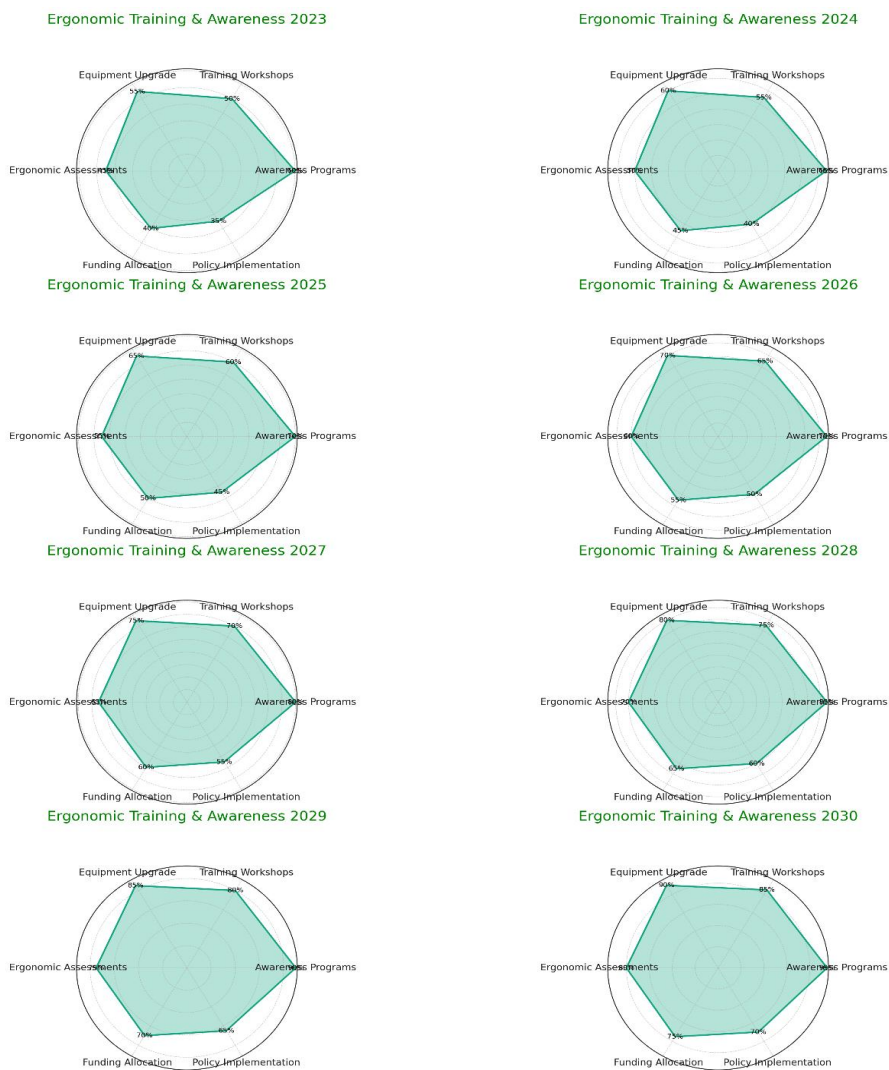 Ergonomic Training & Awareness 2023
Equipment Upgrade
Training Workshops
55%
50%
Ergonomic Assessments
Awareness Programs
40%
35%
Funding Allocation
Policy Implementation
Ergonomic Training & Awareness 2024
Equipment Upgrade
Training Workshops
60%
55%
Ergonomic Assessments
Awareness Programs
45%
40%
Funding Allocation
Policy Implementation
Ergonomic Training & Awareness 2025
Equipment Upgrade
Training Workshops
65%
60%
Ergonomic Assessments
Awareness Programs
50%
45%
Funding Allocation
Policy Implementation
Ergonomic Training & Awareness 2026
Equipment Upgrade
Training Workshops
70%
65%
Ergonomic Assessments
Awareness Programs
55%
50%
Funding Allocation
Policy Implementation
Ergonomic Training & Awareness 2027
Equipment Upgrade
Training Workshops
75%
70%
Ergonomic Assessments
Awareness Programs
60%
55%
Funding Allocation
Policy Implementation
Ergonomic Training & Awareness 2028
Equipment Upgrade
Training Workshops
80%
75%
Ergonomic Assessments
Awareness Programs
65%
60%
Funding Allocation
Policy Implementation
Ergonomic Training & Awareness 2029
Equipment Upgrade
Training Workshops
85%
80%
Ergonomic Assessments
Awareness Programs
70%
65%
Funding Allocation
Policy Implementation
Ergonomic Training & Awareness 2030
Equipment Upgrade
Training Workshops
90%
85%
Ergonomic Assessments
Awareness Programs
75%
70%
Funding Allocation
Policy Implementation